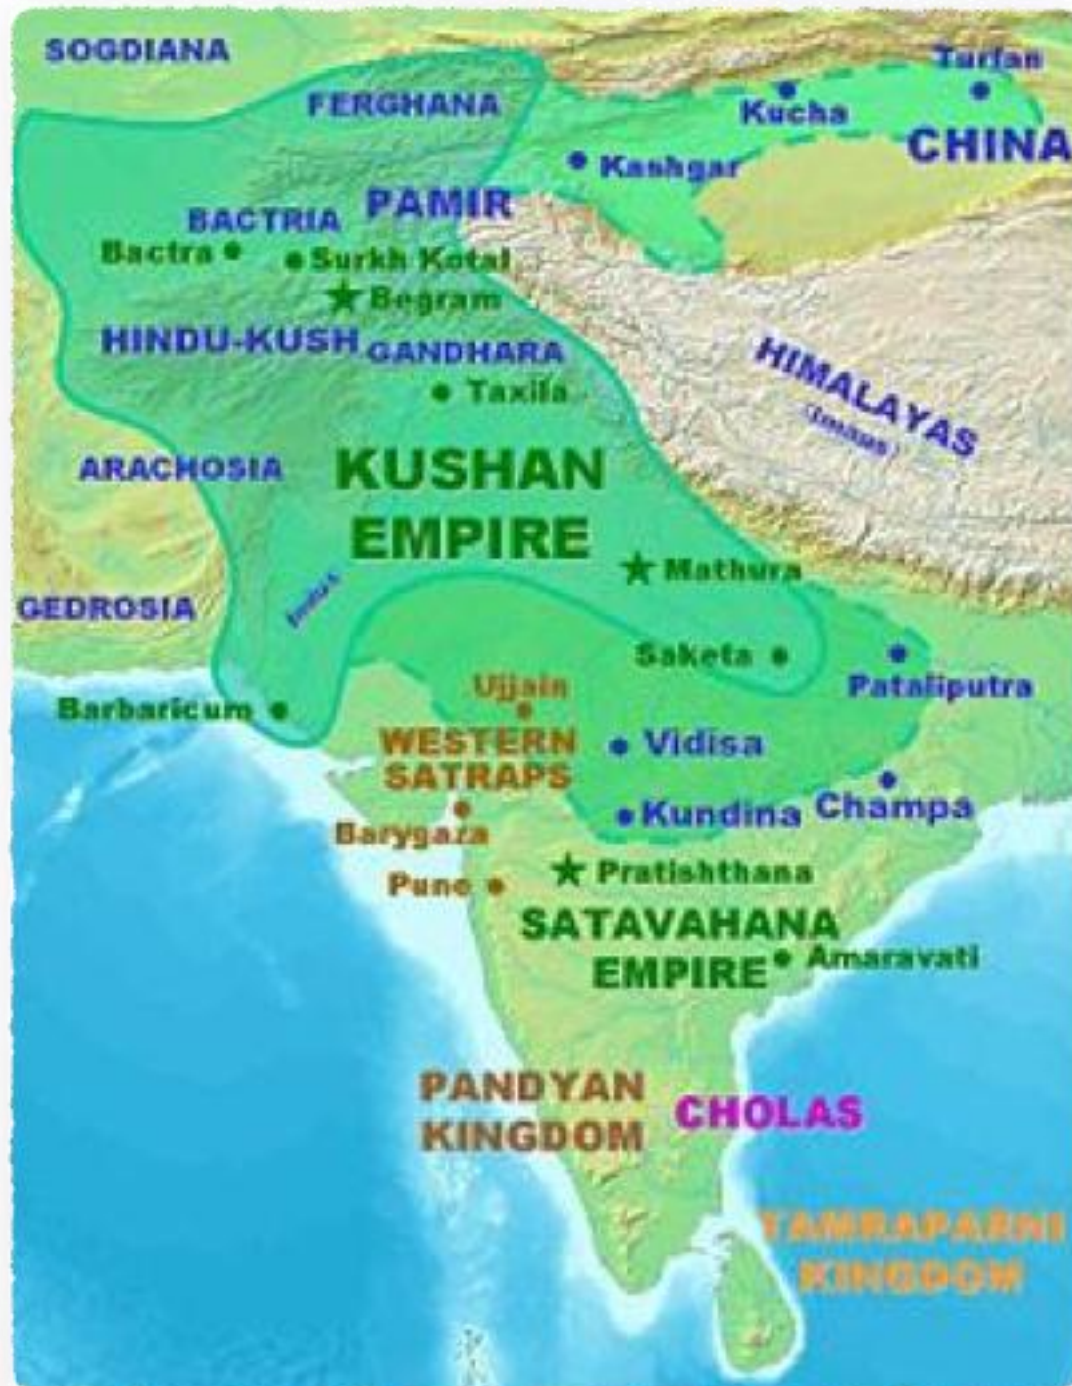 SOGDIANA
Turfan
FERGHANA
Kucha
CHINA
Kashgar
PAMIR
BACTRIA
Bactra
Surkh Kotal
Begram
HINDU-KUSH
GANDHARA
Taxila
HIMALAYAS
(Imaus)
ARACHOSIA
KUSHAN
EMPIRE
Mathura
Indus
GEDROSIA
Saketa
Pataliputra
Barbaricum
Ujjain
WESTERN
SATRAPS
Vidisa
Barygaza
Kundina
Champa
Pune
Pratishthana
SATAVAHANA
EMPIRE
Amaravati
PANDYAN
KINGDOM
CHOLAS
TAMRAPARNI
KINGDOM